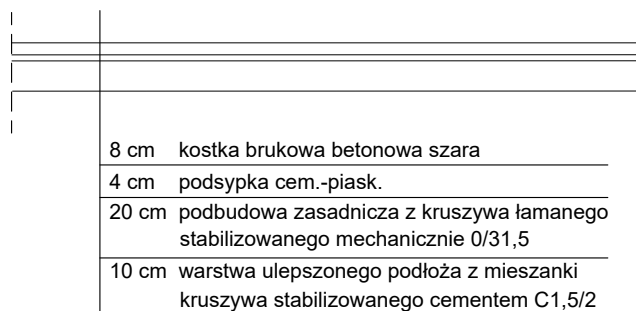 8 cm kostka brukowa betonowa szara
4 cm podsypka cem.-piask.
20 cm podbudowa zasadnicza z kruszywa łamanego
stabilizowanego mechanicznie 0/31,5
10 cm warstwa ulepszonego podłoża z mieszanki
kruszywa stabilizowanego cementem C1,5/2